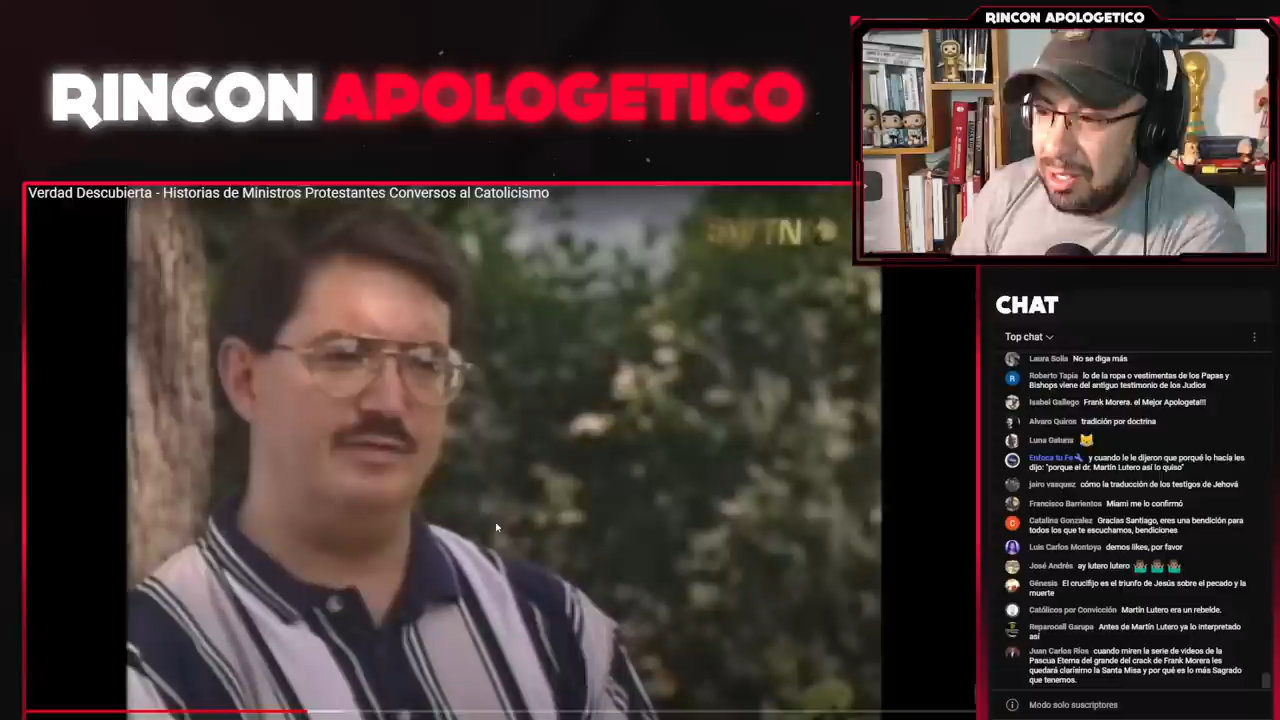 RINCON APOLOGETICO
RINCON APOLOGETICO
Verdad Descubierta - Historias de Ministros Protestantes Conversos al Catolicismo
EWTN
CHAT
Top chat
Laura Solis No se diga más
Roberto Tapia lo de la ropa o vestimentas de los Papas y
Bishops viene del antiguo testimonio de los Judios
Isabel Gallego Frank Morera. el Mejor Apologeta!!!
Alvaro Quiros tradición por doctrina
Luna
Enfoca tu Fe y cuando le le dijeron que porqué lo hacía les
dijo: "porque el dr. Martín Lutero así lo quiso"
jairo vasquez cómo la traducción de los testigos de Jehová
Francisco Barrientos Miami me lo confirmó
Catalina Gonzalez Gracias Santiago, eres una bendición para
todos los que te escuchamos, bendiciones
Luis Carlos Montoya demos likes, por favor
José Andrès ay lutero lutero
Génesis El crucifijo es el triunfo de Jesús sobre el pecado y la
muerte
Católicos por Convicción Martín Lutero era un rebelde.
Reparocell Garupa Antes de Martín Lutero ya lo interpretado
así
Juan Carlos Ríos cuando miren la serie de videos de la
Pascua Eterna del grande del crack de Frank Morera les
quedará clarísimo la Santa Misa y por qué es lo más Sagrado
que tenemos.
Modo solo suscriptores